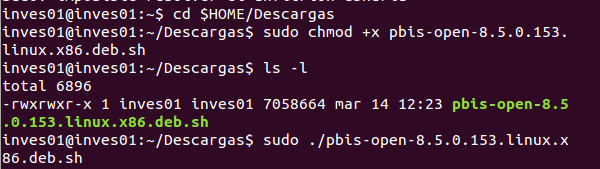 inves01@inves01:~$ cd $HOME/Descargas
inves01@inves01:~/Descargas$ sudo chmod +x pbis-open-8.5.0.153.
linux.x86.deb.sh
inves01@inves01:~/Descargas$ ls -l
total 6896
-rwxrwxr-x 1 inves01 inves01 7058664 mar 14 12:23 pbis-open-8.5
.0.153.linux.x86.deb.sh
inves01@inves01:~/Descargas$ sudo ./pbis-open-8.5.0.153.linux.x
86.deb.sh